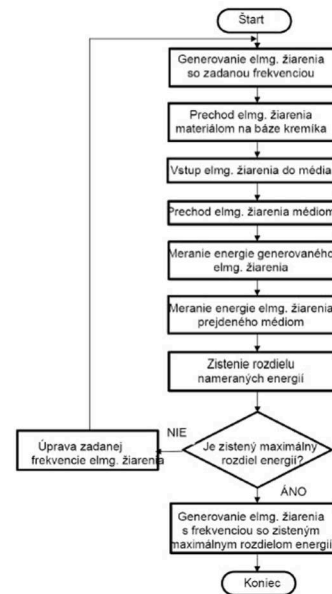 Štart
Generovanie elmg. žiarenia
so zadanou frekvenciou
Prechod elmg. žiarenia
materiálom na báze kremíka
Vstup elmg. žiarenia do média
Prechod elmg. žiarenia médiom
Meranie energie generovaného
elmg. žiarenia
Meranie energie elmg. žiarenia
prejdeného médiom
Zistenie rozdielu
nameraných energií
Je zistený maximálny
rozdiel energií?
NIE
Úprava zadanej
frekvencie elmg. žiarenia
ÁNO
Generovanie elmg. žiarenia
s frekvenciou so zisteným
maximálnym rozdielom energií
Koniec